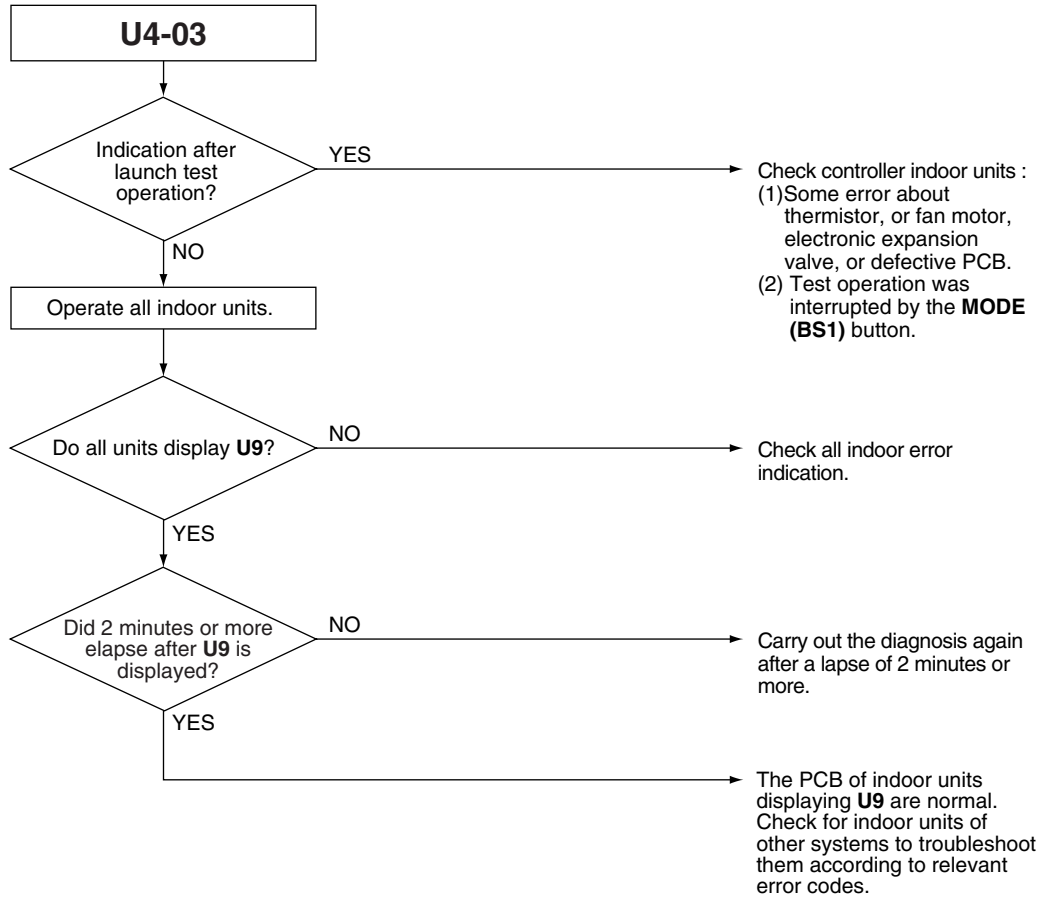 U4-03
Indication after
launch test
operation?
YES
Check controller indoor units :
(1)Some error about
thermistor, or fan motor,
electronic expansion
valve, or defective PCB.
(2) Test operation was
interrupted by the MODE
(BS1) button.
NO
Operate all indoor units.
Do all units display U9?
NO
Check all indoor error
indication.
YES
Did 2 minutes or more
elapse after U9 is
displayed?
NO
Carry out the diagnosis again
after a lapse of 2 minutes or
more.
YES
The PCB of indoor units
displaying U9 are normal.
Check for indoor units of
other systems to troubleshoot
them according to relevant
error codes.